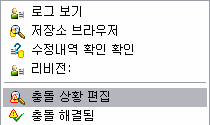 로그 보기
저장소 브라우저
수정내역 확인 확인
리비전:
충돌 상황 편집
충돌 해결됨